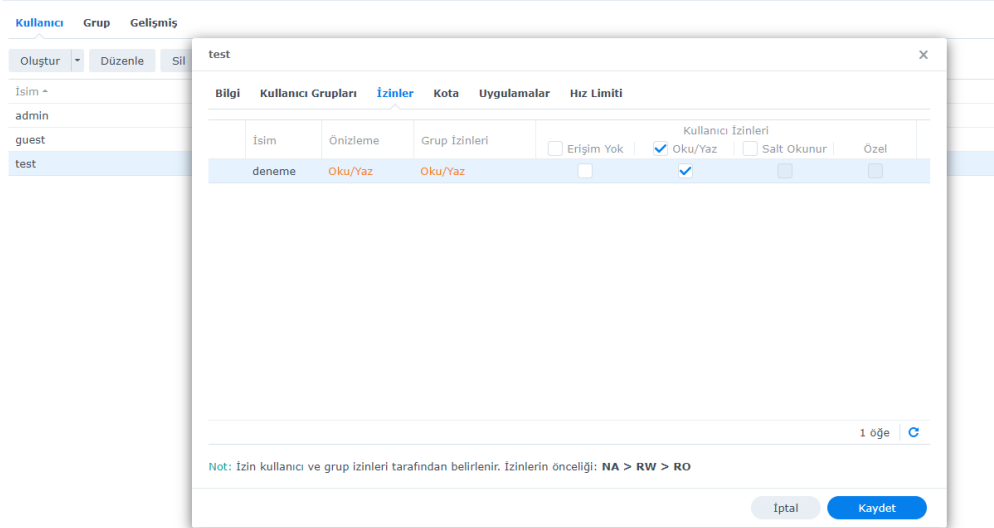 Kullanıcı Grup Gelişmiş
Oluştur Düzenle Sil
İsim
admin
guest
test
test
Bilgi Kullanıcı Grupları İzinler Kota Uygulamalar Hız Limiti
Kullanıcı İzinleri
İsim Önizleme Grup İzinleri Erişim Yok Oku/Yaz Salt Okunur Özel
deneme Oku/Yaz Oku/Yaz
1 öğe
Not: İzin kullanıcı ve grup izinleri tarafından belirlenir. İzinlerin önceliği: NA > RW > RO
İptal Kaydet